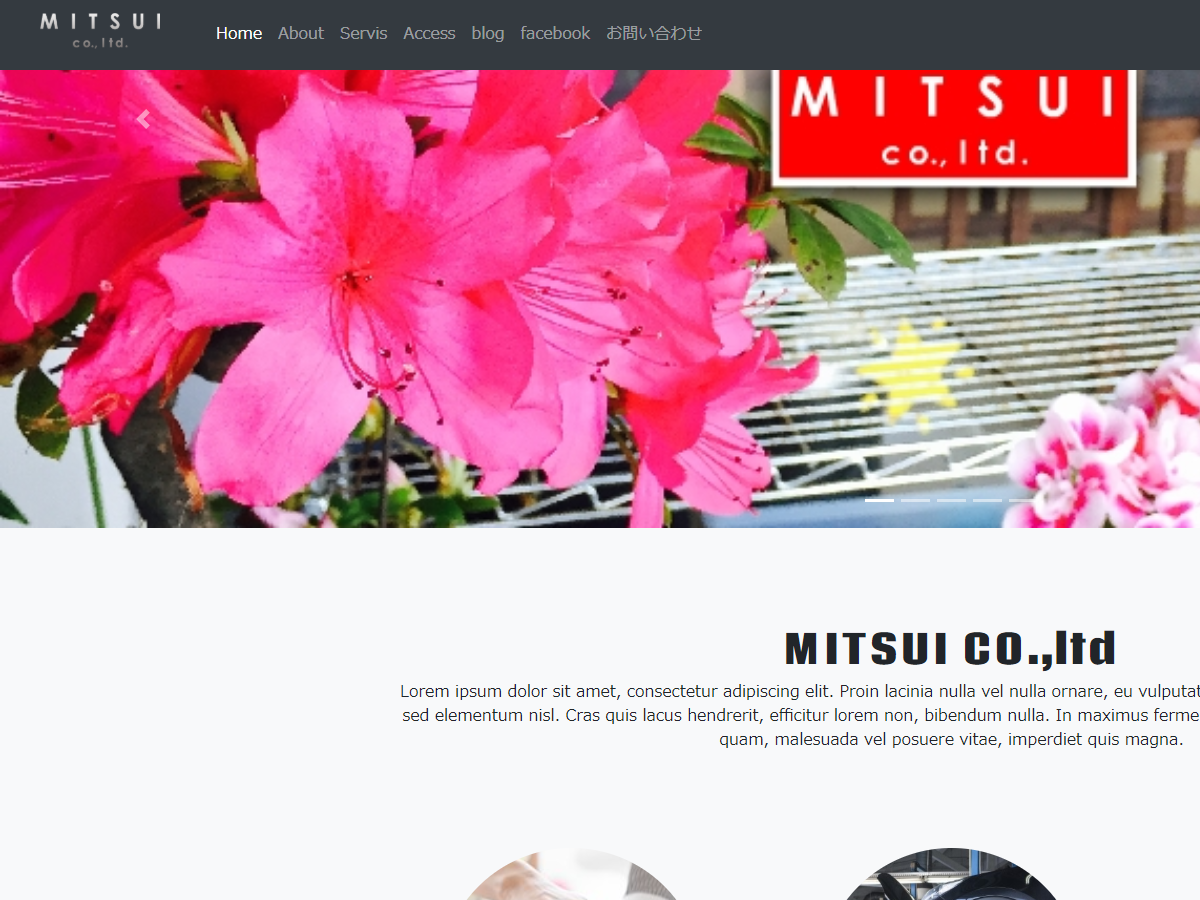 MITSUI
co.,ltd.
Home About Servis Access blog facebook お問い合わせ
MITSUI
co., ltd.
MITSUI CO.,ltd
Lorem ipsum dolor sit amet, consectetur adipiscing elit. Proin lacinia nulla vel nulla ornare, eu
sed elementum nisl. Cras quis lacus hendrerit, efficitur lorem non, bibendum nulla. In maximus
quam, malesuada vel posuere vitae, imperdiet quis magna.